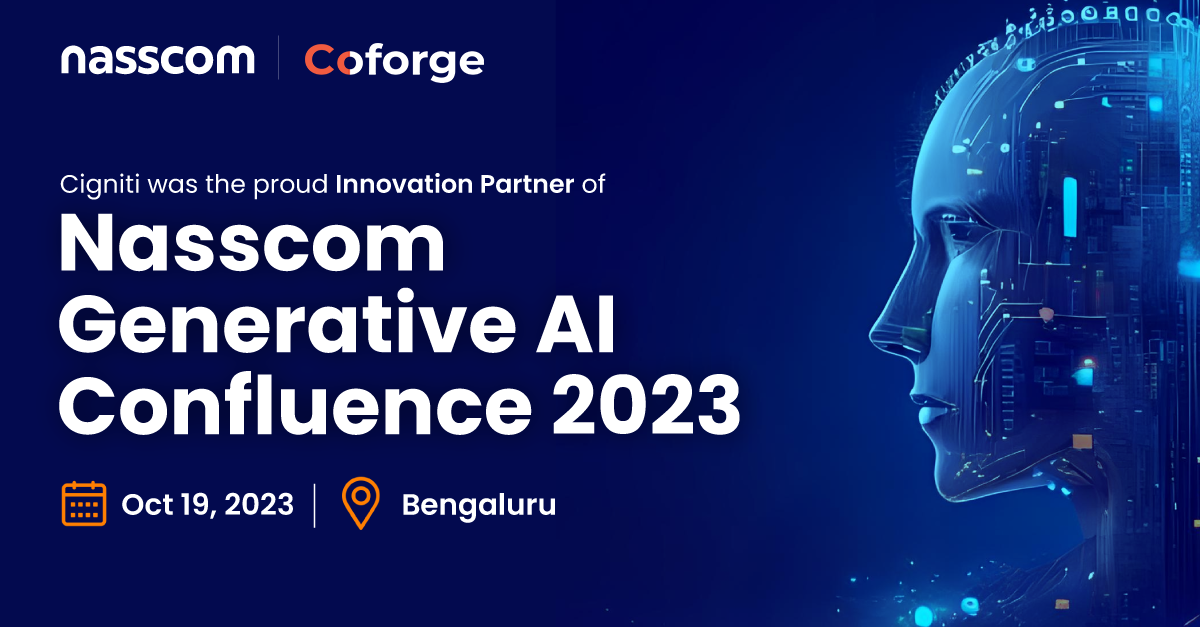 nasscom
Coforge
Cigniti was the proud Innovation Partner of
Nasscom
Generative AI
Confluence 2023
Oct 19, 2023
Bengaluru